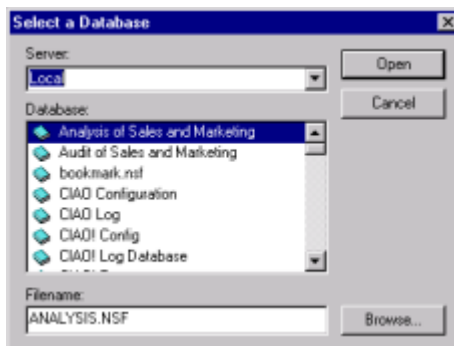 Select a Database
Server:
Local
Open
Cancel
Database:
Analysis of Sales and Marketing
Audit of Sales and Marketing
bookmark.nsf
CIAO Configuration
CIAO Log
CIAO! Config
CIAO! Log Database
Filename:
ANALYSIS.NSF
Browse...